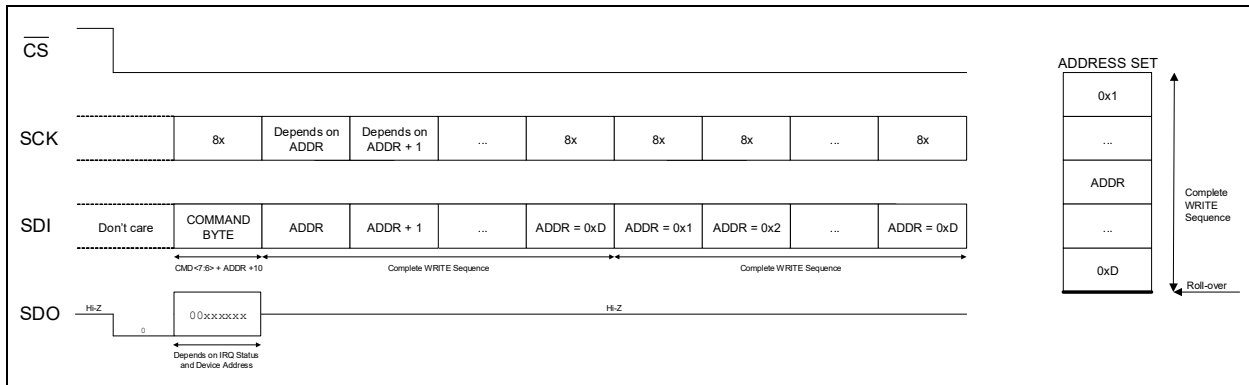 CS
SCK
8x
Depends on
ADDR
Depends on
ADDR + 1
...
8x
8x
8x
...
8x
SDI
Don't care
COMMAND
BYTE
ADDR
ADDR + 1
...
ADDR = 0xD
ADDR = 0x1
ADDR = 0x2
...
ADDR = 0xD
CMD<7:6> + ADDR +10
Complete WRITE Sequence
Complete WRITE Sequence
SDO
Hi-Z
0
00xxxxxx
Hi-Z
Depends on IRQ Status
and Device Address
ADDRESS SET
0x1
...
ADDR
...
0xD
Complete
WRITE
Sequence
Roll-over